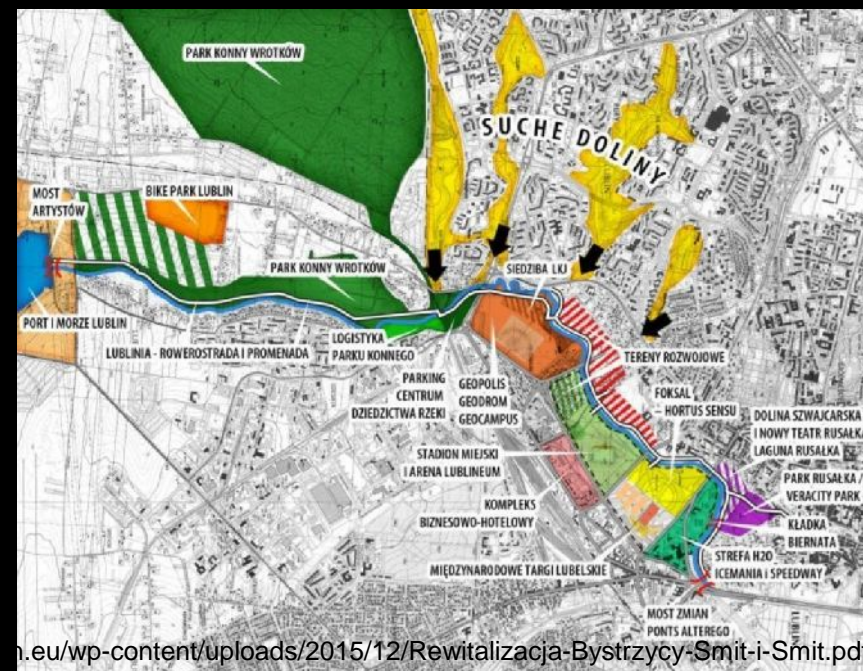 PARK KONNY WROTKÓW
SUCHE DOLINY
MOST
ARTYSTÓW
BIKE PARK LUBLIN
PARK KONNY WROTKÓW
SIEDZIBA LKJ
PORT I MORZE LUBLIN
LUBLINIA - ROWEROSTRADA I PROMENADA
LOGISTYKA
PARKU KONNEGO
TERENY ROZWOJOWE
PARKING
CENTRUM
DZIEDZICTWA RZEKI
GEOPOLIS
GEODROM
GEOCAMPUS
FOKSAL
– HORTUS SENSU
DOLINA SZWAJCARSKA
I NOWY TEATR RUSAŁKA
LAGUNA RUSAŁKA
STADION MIEJSKI
I ARENA LUBLINEUM
PARK RUSAŁKA /
VERACITY PARK
KOMPLEKS
BIZNESOWO-HOTELOWY
KŁADKA
BIERNATA
MIĘDZYNARODOWE TARGI LUBELSKIE
STREFA H2O
ICEMANIA i SPEEDWAY
MOST ZMIAN
PONTS ALTEREGO
n.eu/wp-content/uploads/2015/12/Rewitalizacja-Bystrzycy-Smit-i-Smit.pd